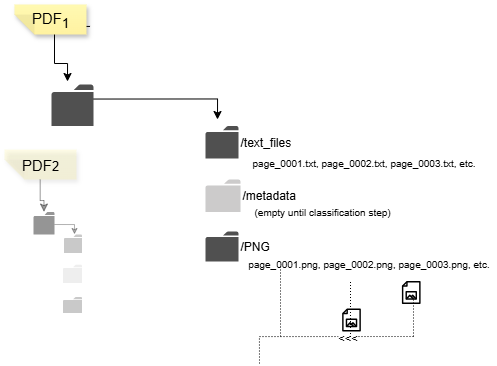 PDF1
/text_files
page_0001.txt, page_0002.txt, page_0003.txt, etc.
PDF2
/metadata
(empty until classification step)
/PNG
page_0001.png, page_0002.png, page_0003.png, etc.
<<<